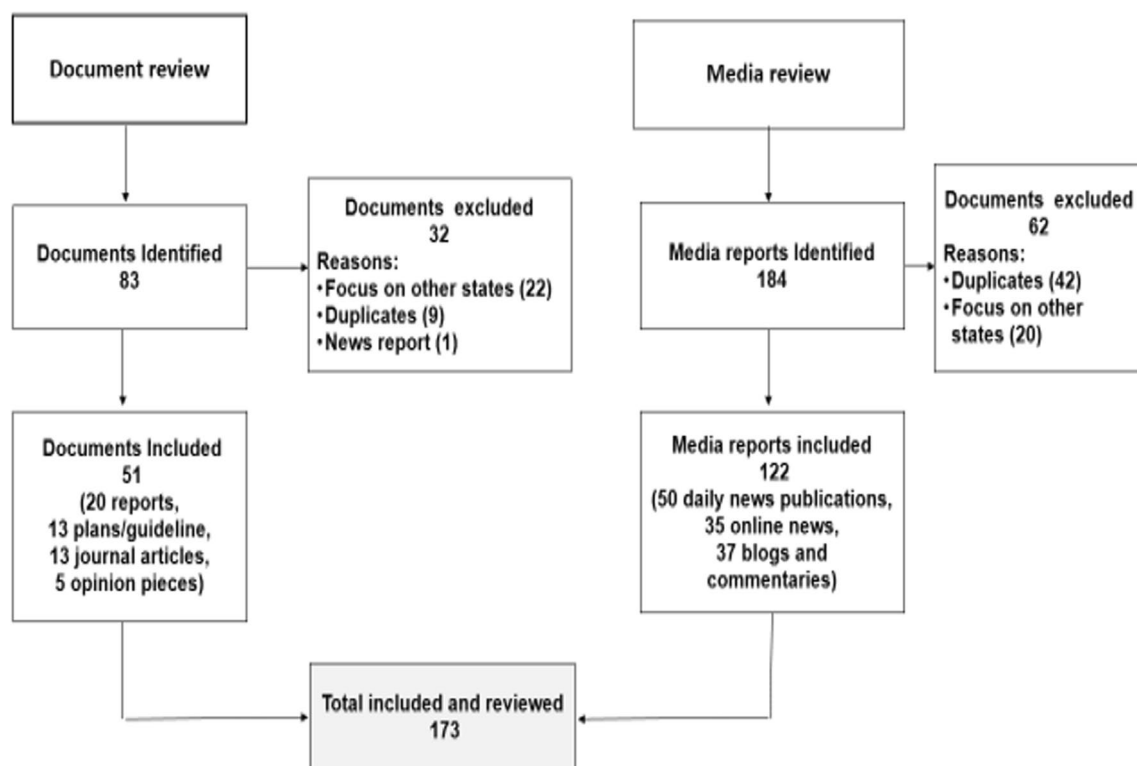 Document review
Documents Identified
83
Documents excluded
32
Reasons:
•Focus on other states (22)
•Duplicates (9)
•News report (1)
Documents Included
51
(20 reports,
13 plans/guideline,
13 journal articles,
5 opinion pieces)
Media review
Media reports Identified
184
Documents excluded
62
Reasons:
•Duplicates (42)
•Focus on other
states (20)
Media reports included
122
(50 daily news publications,
35 online news,
37 blogs and
commentaries)
Total included and reviewed
173